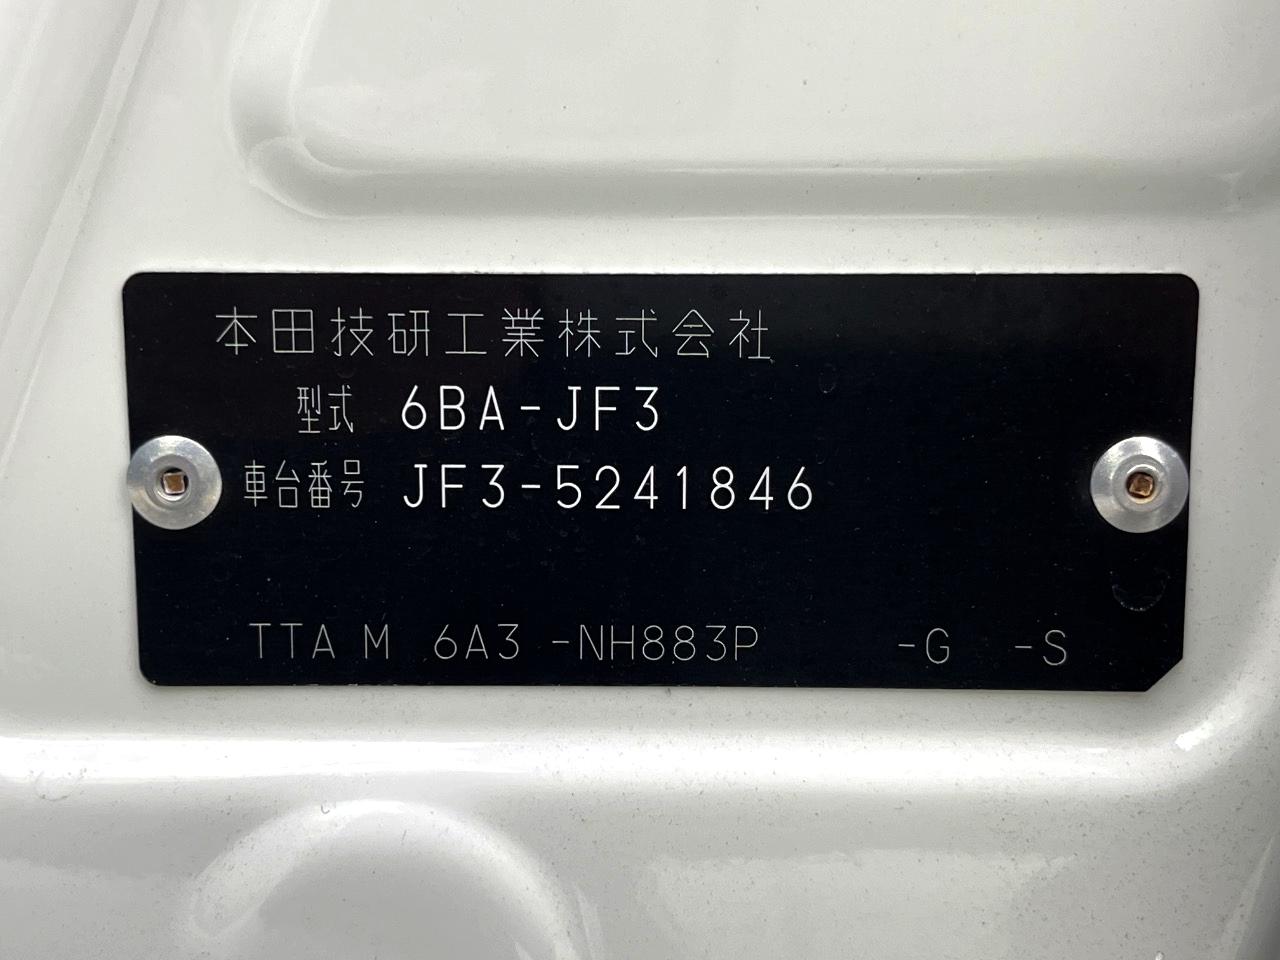 本田技研工業株式会社
型式 6BA-JF3
車台番号 JF3-5241846
TTA M 6A3 -NH883P -G -S